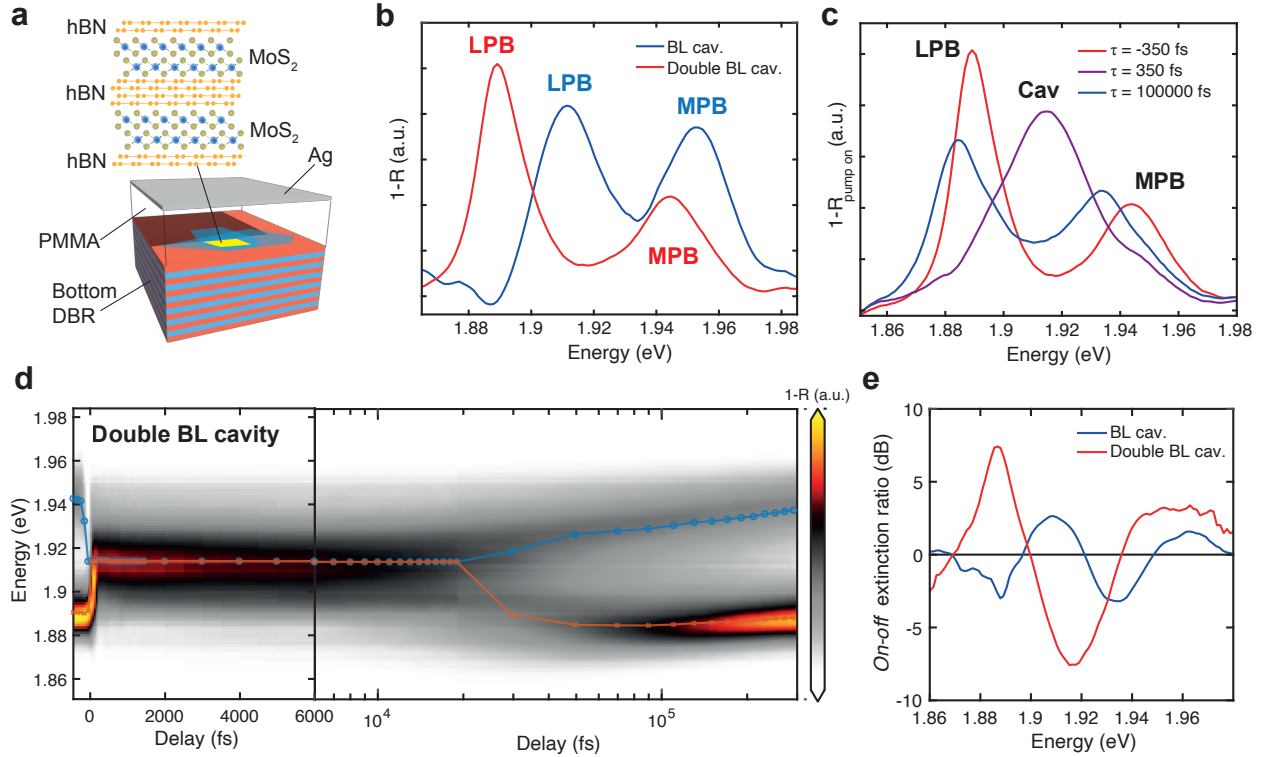 a
hBN
MoS2
hBN
MoS2
hBN
Ag
PMMA
Bottom
DBR
b
BL cav.
Double BL cav.
LPB
LPB
MPB
MPB
1-R (a.u.)
1.88
1.9
1.92
1.94
1.96
1.98
Energy (eV)
c
τ = -350 fs
τ = 350 fs
τ = 100000 fs
LPB
Cav
MPB
1-Rpump on (a.u.)
1.86
1.88
1.9
1.92
1.94
1.96
1.98
Energy (eV)
d
Double BL cavity
1-R (a.u.)
Energy (eV)
1.98
1.96
1.94
1.92
1.9
1.88
1.86
0
2000
4000
6000
10^4
10^5
Delay (fs)
Delay (fs)
e
BL cav.
Double BL cav.
On-off extinction ratio (dB)
10
5
0
-5
-10
1.86
1.88
1.9
1.92
1.94
1.96
Energy (eV)